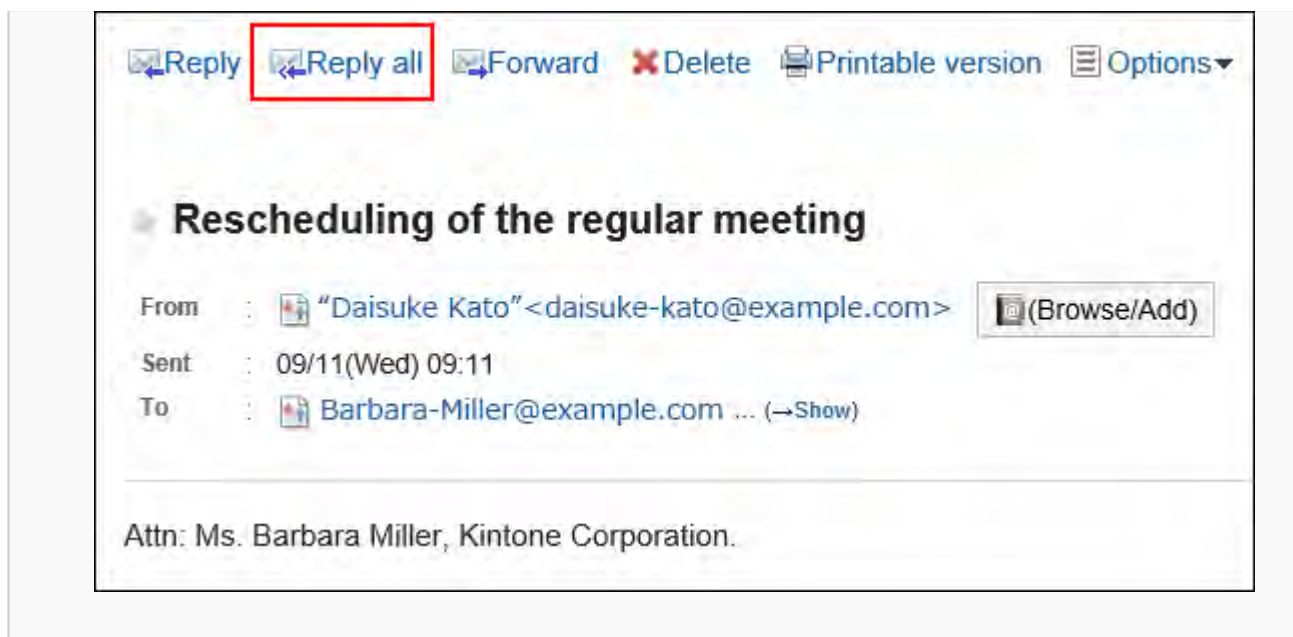 Reply Reply all Forward Delete Printable version Options
Rescheduling of the regular meeting
From : “Daisuke Kato”<daisuke-kato@example.com> (Browse/Add)
Sent : 09/11(Wed) 09:11
To : Barbara-Miller@example.com ... (→Show)
Attn: Ms. Barbara Miller, Kintone Corporation.